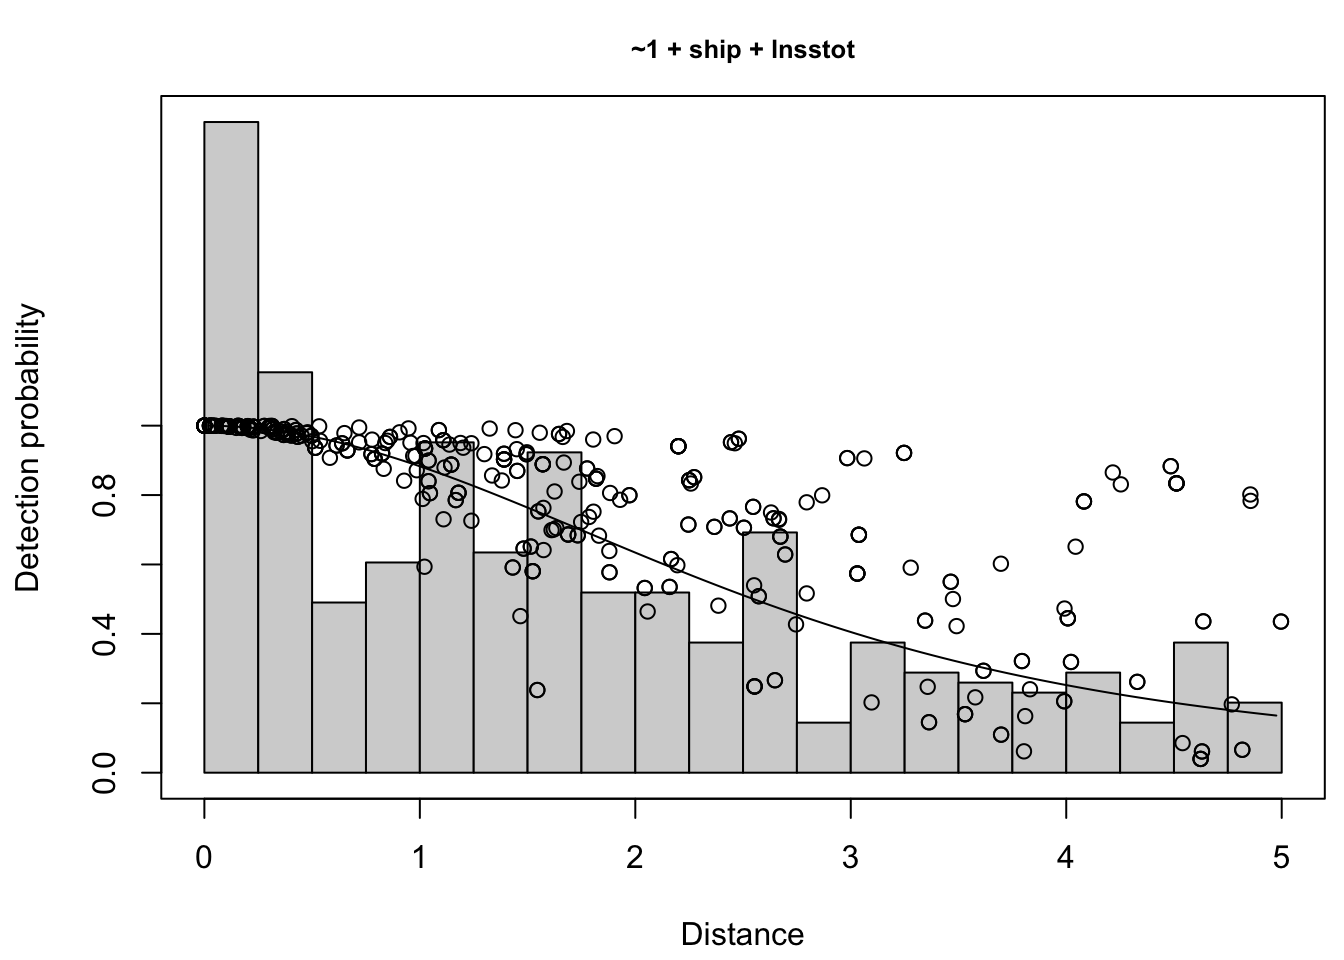 ~1 + ship + lnsstot
Detection probability
0.8
0.4
0.0
0 1 2 3 4 5
Distance